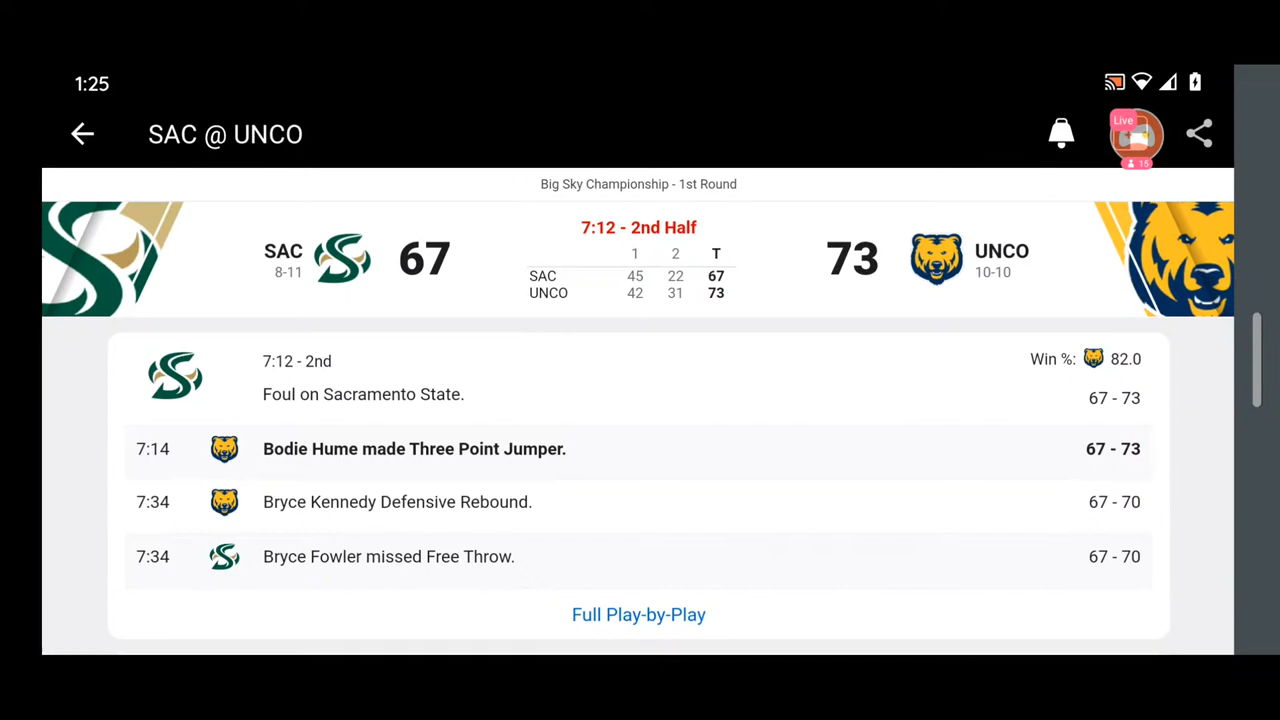 1:25
SAC @ UNCO
Live
15
Big Sky Championship - 1st Round
SAC
8-11
67
7:12 - 2nd Half
1 2 T
SAC 45 22 67
UNCO 42 31 73
73
UNCO
10-10
7:12 - 2nd
Win %: 82.0
Foul on Sacramento State.
67 - 73
7:14 Bodie Hume made Three Point Jumper. 67 - 73
7:34 Bryce Kennedy Defensive Rebound. 67 - 70
7:34 Bryce Fowler missed Free Throw. 67 - 70
Full Play-by-Play